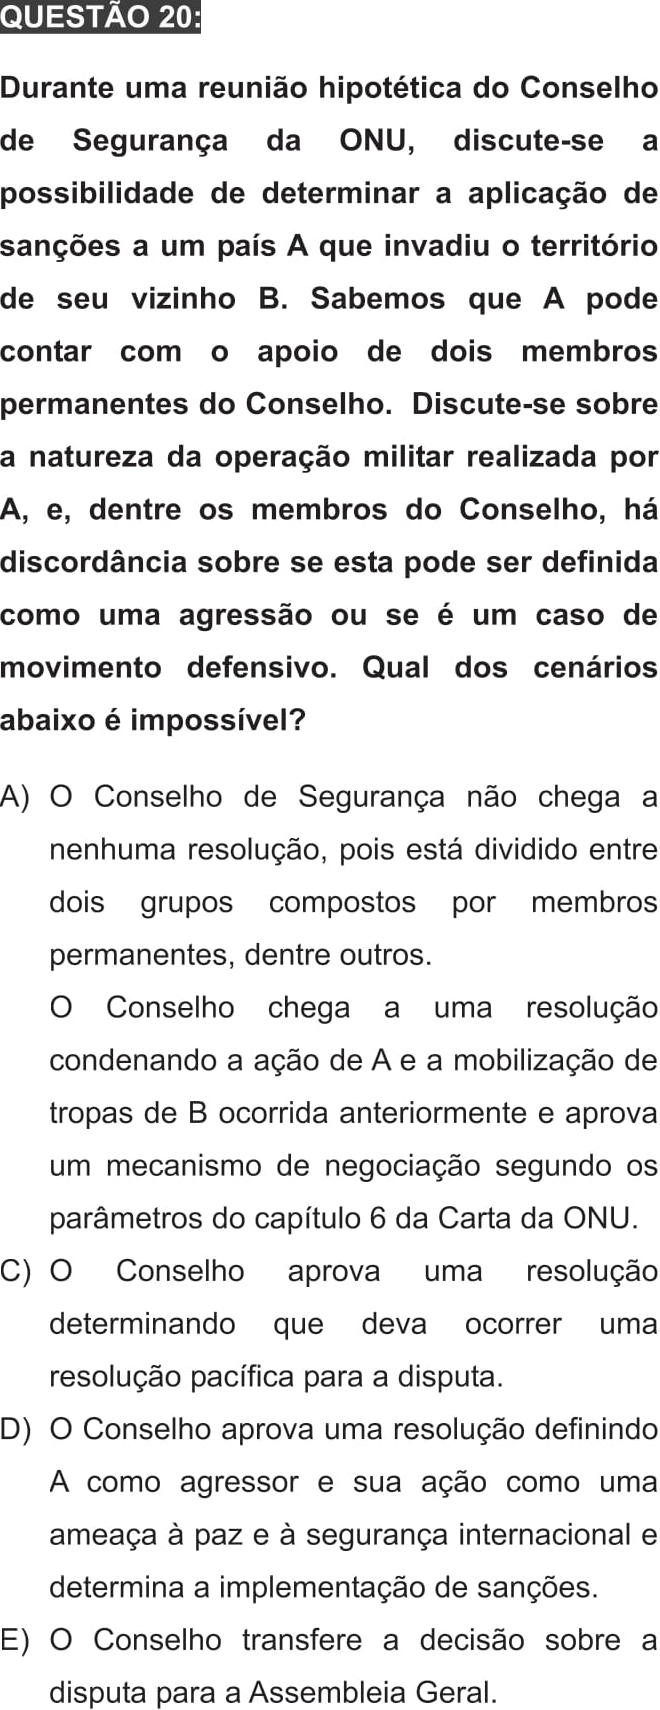 QUESTÃO 20:
Durante uma reunião hipotética do Conselho
de Segurança da ONU, discute-se a
possibilidade de determinar a aplicação de
sanções a um país A que invadiu o território
de seu vizinho B. Sabemos que A pode
contar com o apoio de dois membros
permanentes do Conselho. Discute-se sobre
a natureza da operação militar realizada por
A, e, dentre os membros do Conselho, há
discordância sobre se esta pode ser definida
como uma agressão ou se é um caso de
movimento defensivo. Qual dos cenários
abaixo é impossível?
A) O Conselho de Segurança não chega a
nenhuma resolução, pois está dividido entre
dois grupos compostos por membros
permanentes, dentre outros.
O Conselho chega a uma resolução
condenando a ação de A e a mobilização de
tropas de B ocorrida anteriormente e aprova
um mecanismo de negociação segundo os
parâmetros do capítulo 6 da Carta da ONU.
C) O Conselho aprova uma resolução
determinando que deva ocorrer uma
resolução pacífica para a disputa.
D) O Conselho aprova uma resolução definindo
A como agressor e sua ação como uma
ameaça à paz e à segurança internacional e
determina a implementação de sanções.
E) O Conselho transfere a decisão sobre a
disputa para a Assembleia Geral.